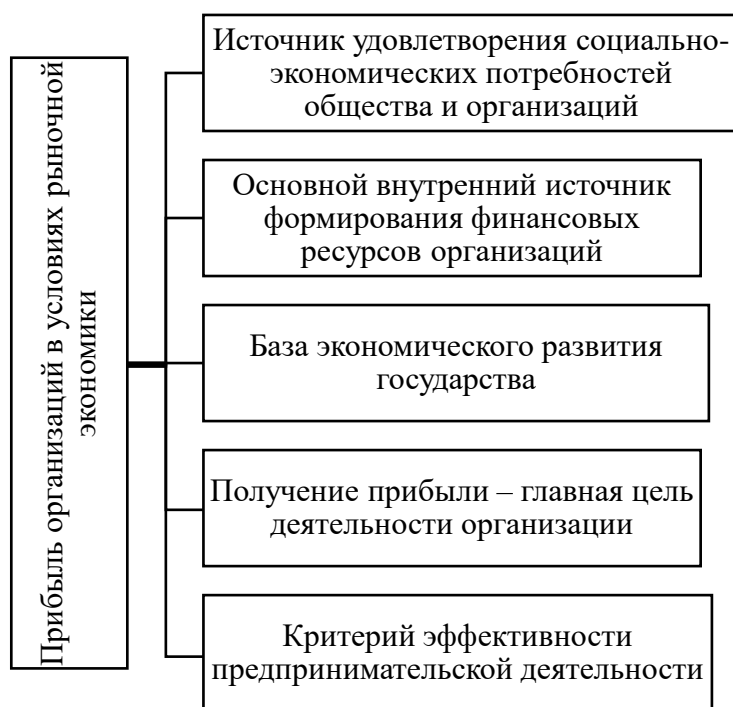 Прибыль организаций в условиях рыночной
экономики
Источник удовлетворения социально-
экономических потребностей
общества и организаций
Основной внутренний источник
формирования финансовых
ресурсов организаций
База экономического развития
государства
Получение прибыли – главная цель
деятельности организации
Критерий эффективности
предпринимательской деятельности